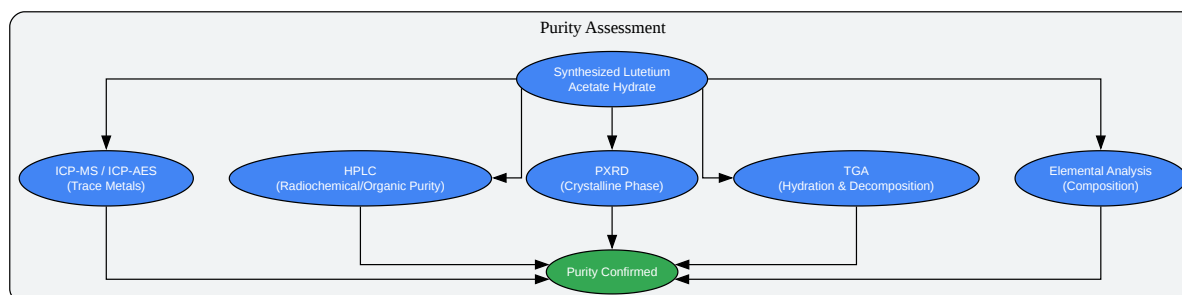 Purity Assessment
Synthesized Lutetium
Acetate Hydrate
ICP-MS / ICP-AES
(Trace Metals)
HPLC
(Radiochemical/Organic Purity)
PXRD
(Crystalline Phase)
TGA
(Hydration & Decomposition)
Elemental Analysis
(Composition)
Purity Confirmed